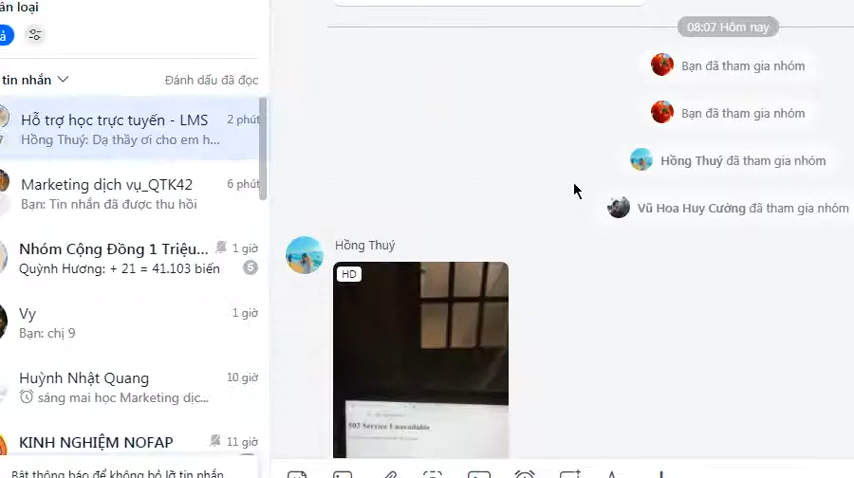 ân loại
tin nhắn
Đánh dấu đã đọc
Hỗ trợ học trực tuyến - LMS
2 phút
Hồng Thuý: Dạ thầy ơi cho em h...
Marketing dịch vụ_QTK42
6 phút
Bạn: Tin nhắn đã được thu hồi
Nhóm Cộng Đồng 1 Triệu...
1 giờ
Quỳnh Hương: + 21 = 41.103 biến
5
Vy
1 giờ
Bạn: chị 9
Huỳnh Nhật Quang
10 giờ
sáng mai học Marketing dịc...
KINH NGHIỆM NOFAP
11 giờ
Bật thông báo để không bỏ lỡ tin nhắn
08:07 Hôm nay
Bạn đã tham gia nhóm
Bạn đã tham gia nhóm
Hồng Thuý đã tham gia nhóm
Vũ Hoa Huy Cường đã tham gia nhóm
Hồng Thuý
HD
503 Service Unavailable